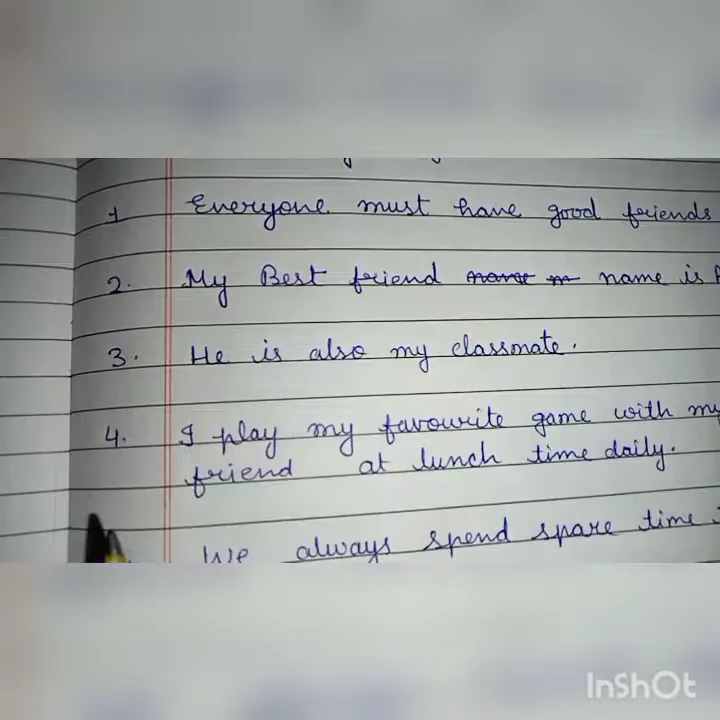 1 Everyone must have good friends
2. My Best friend name is
3. He is also my classmate.
4. I play my favourite game with my
friend at lunch time daily.
We always spend spare time
InShOt